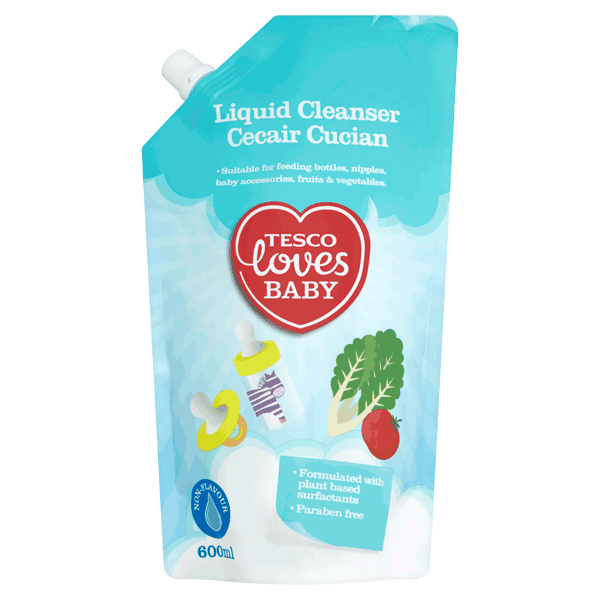 Liquid Cleanser
Cecair Cucian
• Suitable for feeding bottles, nipples,
baby accessories, fruits & vegetables.
TESCO
loves
BABY
• Formulated with
plant based
surfactants
• Paraben free
NON-FLAVOUR
600ml